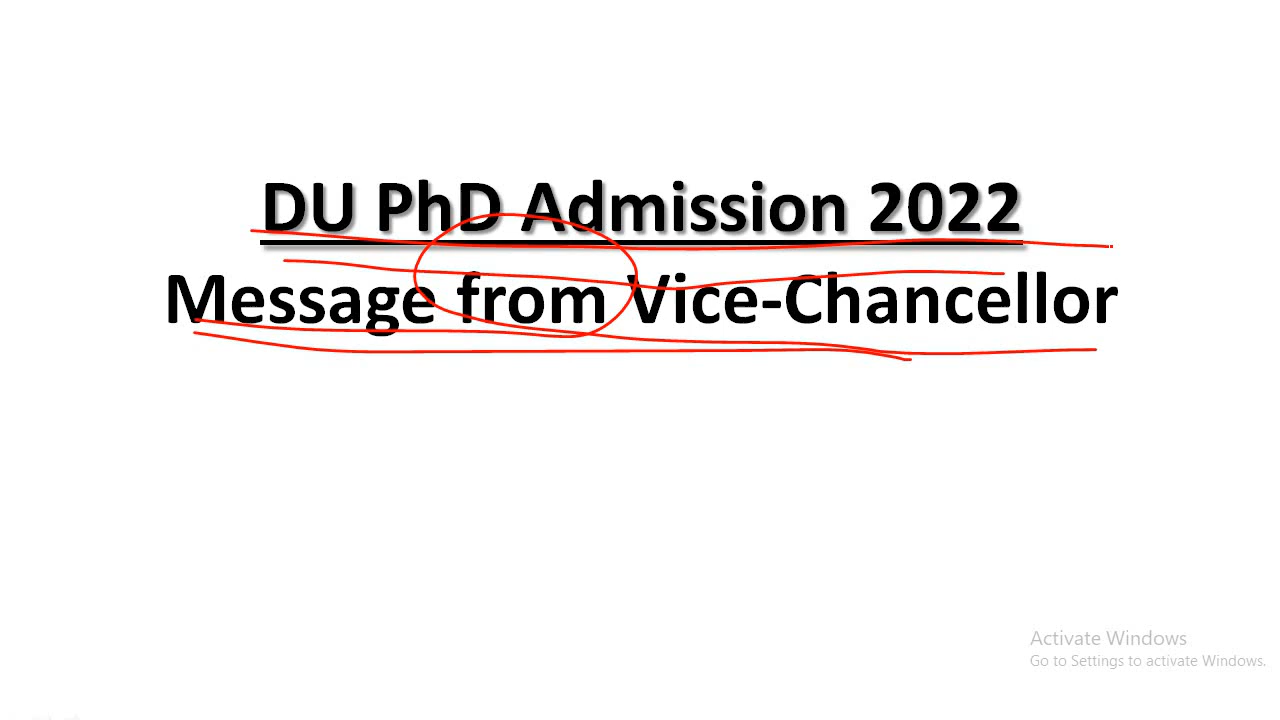 DU PhD Admission 2022
Message from Vice-Chancellor
Activate Windows
Go to Settings to activate Windows.